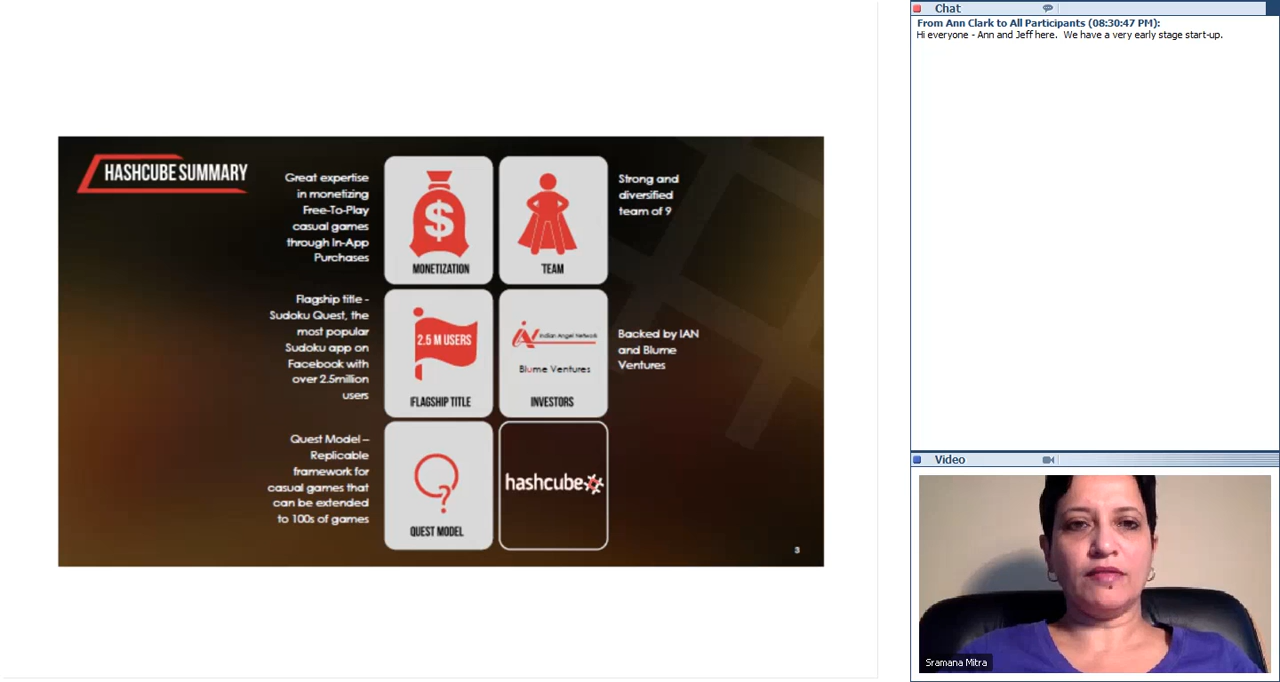 HASHCUBE SUMMARY
Great expertise
in monetizing
Free-To-Play
casual games
through In-App
Purchases
MONETIZATION
TEAM
Strong and
diversified
team of 9
Flagship title -
Sudoku Quest, the
most popular
Sudoku app on
Facebook with
over 2.5million
users
2.5 M USERS
FLAGSHIP TITLE
Indian Angel Network
Blume Ventures
INVESTORS
Backed by IAN
and Blume
Ventures
Quest Model –
Replicable
framework for
casual games that
can be extended
to 100s of games
QUEST MODEL
hashcube
3
Chat
From Ann Clark to All Participants (08:30:47 PM):
Hi everyone - Ann and Jeff here.  We have a very early stage start-up.
Video
Sramana Mitra